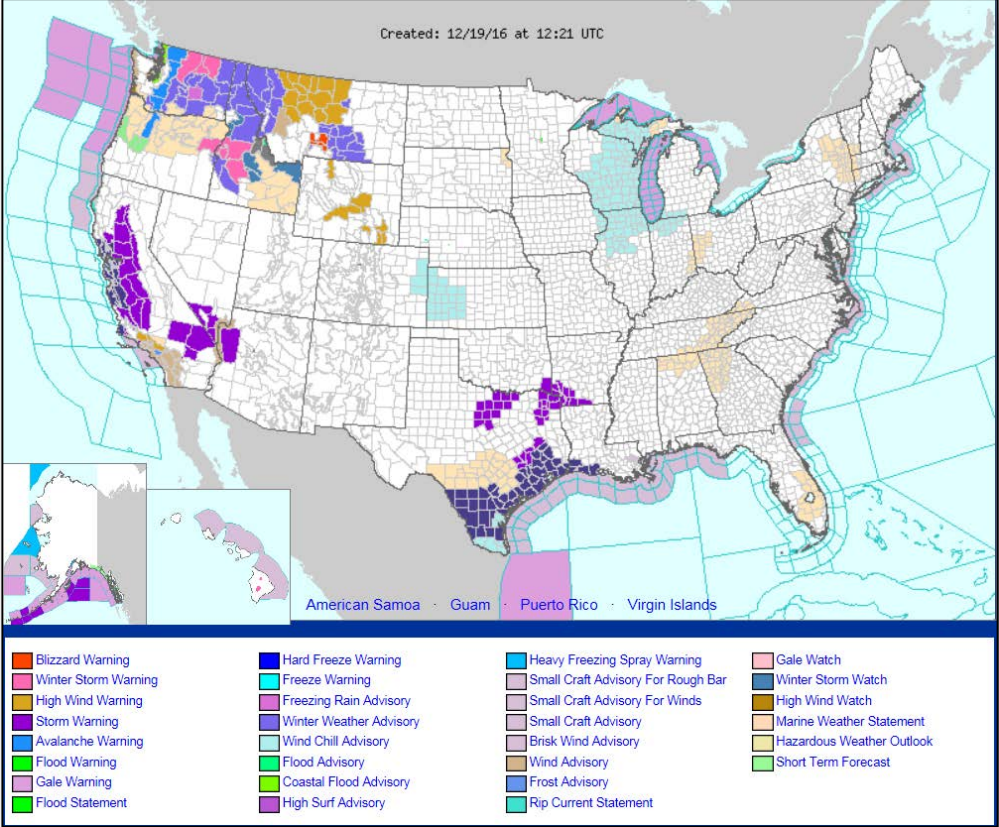 Created: 12/19/16 at 12:21 UTC
American Samoa · Guam · Puerto Rico · Virgin Islands
Blizzard Warning
Winter Storm Warning
High Wind Warning
Storm Warning
Avalanche Warning
Flood Warning
Gale Warning
Flood Statement
Hard Freeze Warning
Freeze Warning
Freezing Rain Advisory
Winter Weather Advisory
Wind Chill Advisory
Flood Advisory
Coastal Flood Advisory
High Surf Advisory
Heavy Freezing Spray Warning
Small Craft Advisory For Rough Bar
Small Craft Advisory For Winds
Small Craft Advisory
Brisk Wind Advisory
Wind Advisory
Frost Advisory
Rip Current Statement
Gale Watch
Winter Storm Watch
High Wind Watch
Marine Weather Statement
Hazardous Weather Outlook
Short Term Forecast